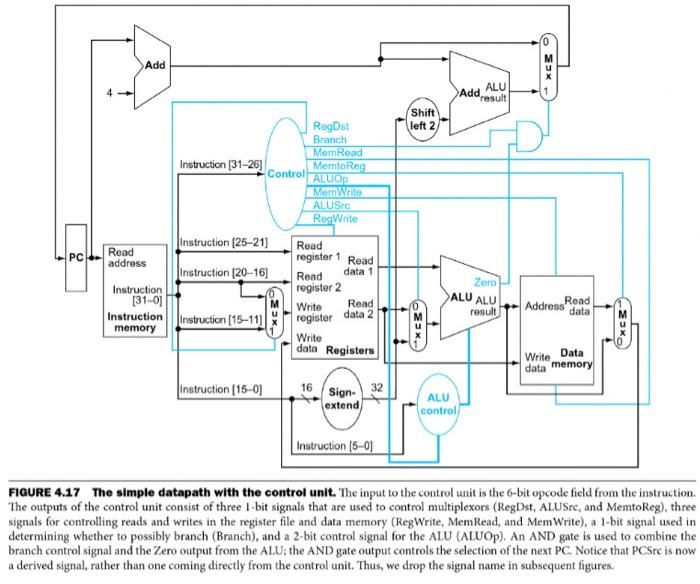 0
M
u
x
1
Add
4
Add ALU
result
Shift
left 2
RegDst
Branch
MemRead
Instruction [31–26]
Control
MemtoReg
ALUOp
MemWrite
ALUSrc
RegWrite
PC
Read
address
Instruction
[31–0]
Instruction
memory
Instruction [25–21]
Instruction [20–16]
Instruction [15–11]
0
M
u
x
1
Read
register 1
Read
data 1
Read
register 2
Write
register
Read
data 2
Write
data Registers
0
M
u
x
1
Zero
ALU ALU
result
Address Read
data
Write Data
data memory
1
M
u
x
0
Instruction [15–0]
16
Sign-
extend
32
ALU
control
Instruction [5–0]
FIGURE 4.17 The simple datapath with the control unit. The input to the control unit is the 6-bit opcode field from the instruction.
The outputs of the control unit consist of three 1-bit signals that are used to control multiplexors (RegDst, ALUSrc, and MemtoReg), three
signals for controlling reads and writes in the register file and data memory (RegWrite, MemRead, and MemWrite), a 1-bit signal used in
determining whether to possibly branch (Branch), and a 2-bit control signal for the ALU (ALUOp). An AND gate is used to combine the
branch control signal and the Zero output from the ALU; the AND gate output controls the selection of the next PC. Notice that PCSrc is now
a derived signal, rather than one coming directly from the control unit. Thus, we drop the signal name in subsequent figures.